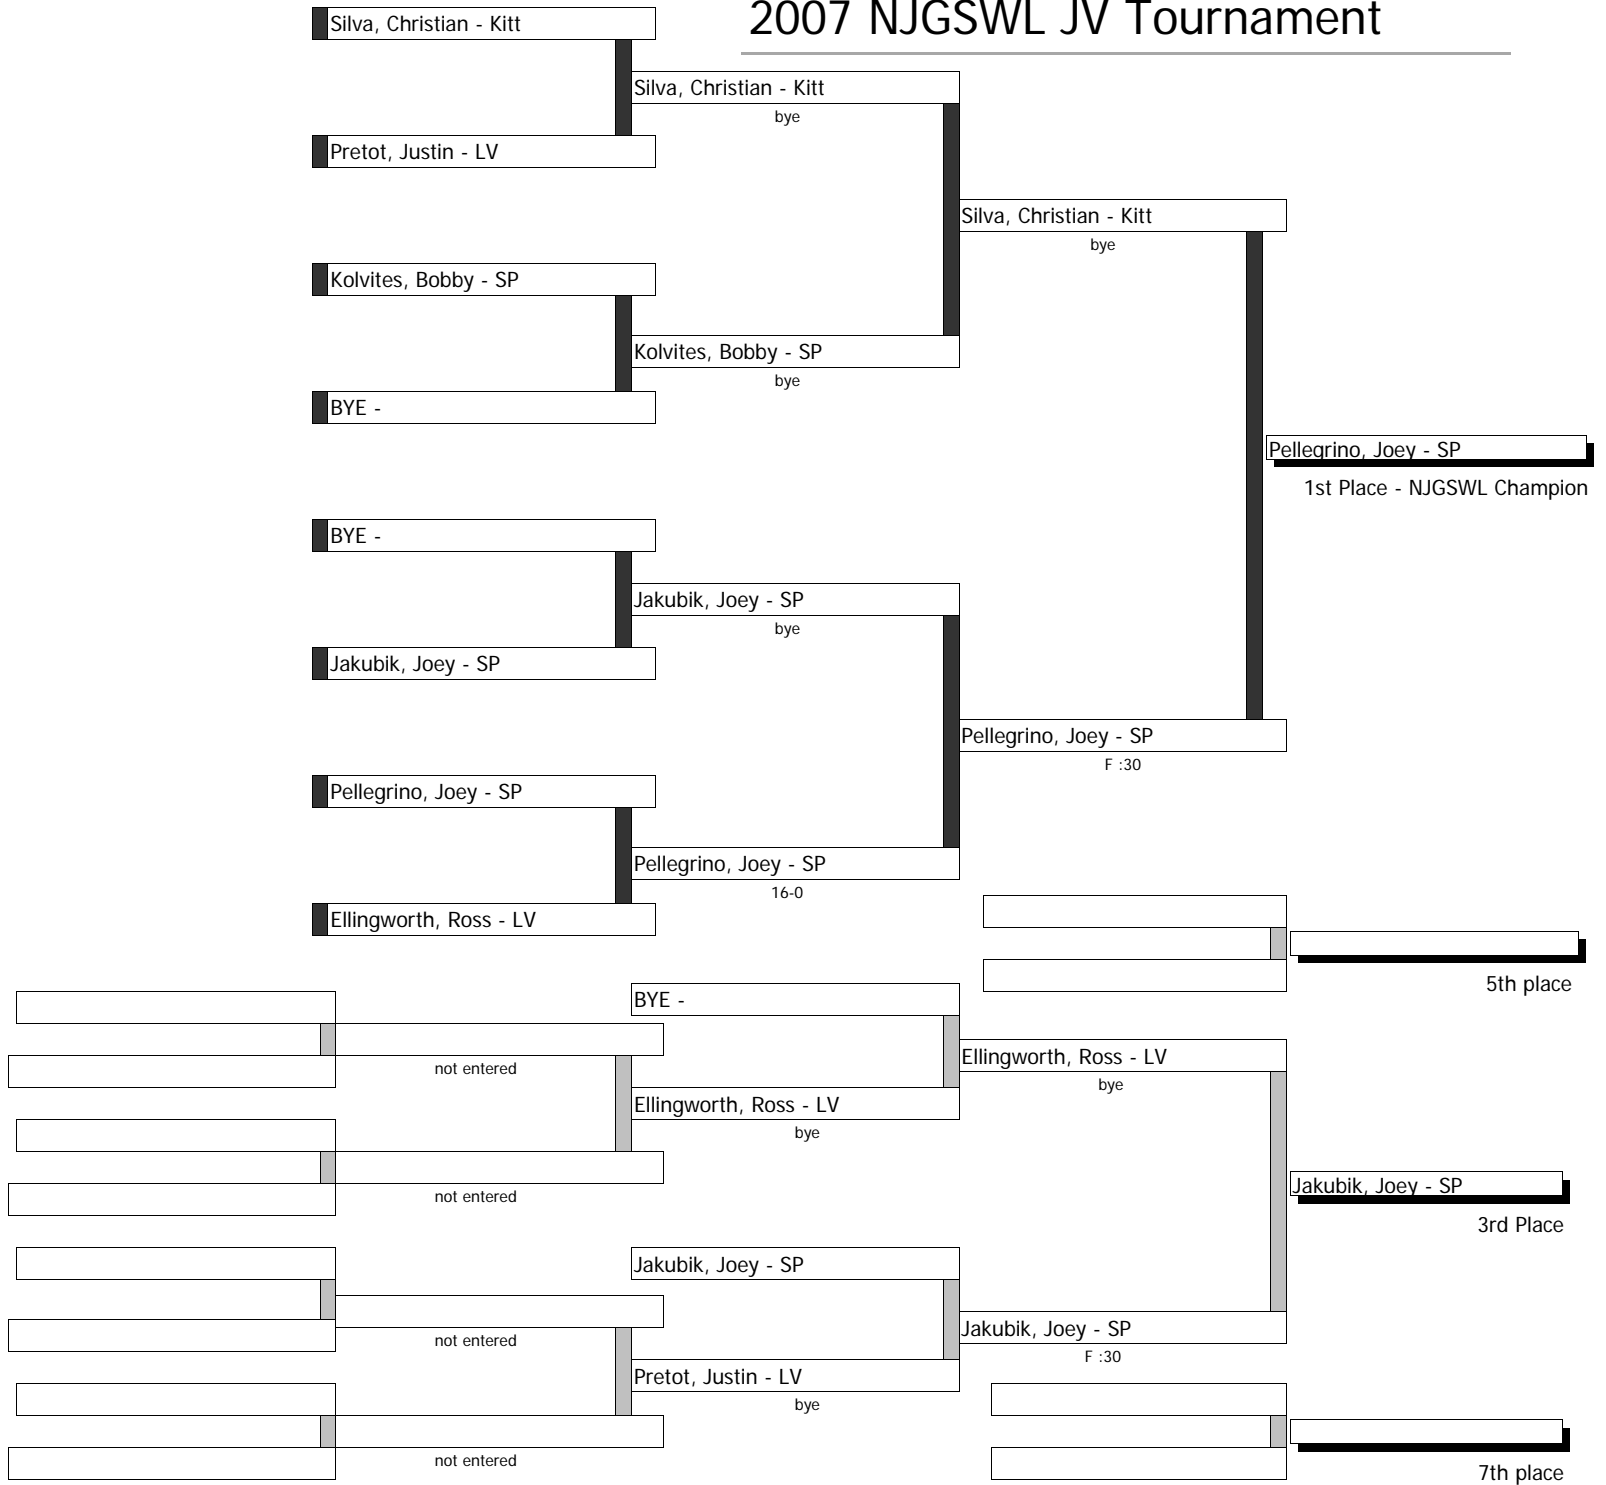 2007 NJGSWL JV Tournament
Silva, Christian - Kitt
Silva, Christian - Kitt
bye
Pretot, Justin - LV
Silva, Christian - Kitt
bye
Kolvites, Bobby - SP
Kolvites, Bobby - SP
bye
BYE -
Pellegrino, Joey - SP
1st Place - NJGSWL Champion
BYE -
Jakubik, Joey - SP
bye
Jakubik, Joey - SP
Pellegrino, Joey - SP
F :30
Pellegrino, Joey - SP
Pellegrino, Joey - SP
16-0
Ellingworth, Ross - LV
5th place
BYE -
Ellingworth, Ross - LV
bye
not entered
Ellingworth, Ross - LV
bye
not entered
Jakubik, Joey - SP
3rd Place
Jakubik, Joey - SP
Jakubik, Joey - SP
F :30
not entered
Pretot, Justin - LV
bye
not entered
7th place